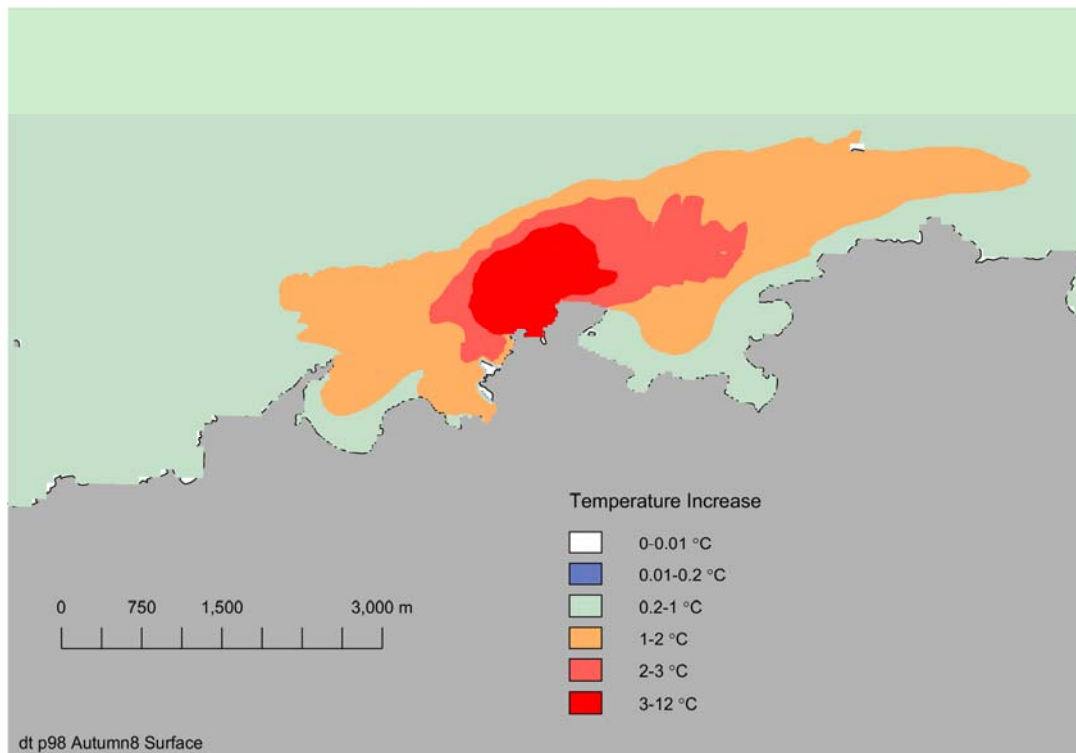 Temperature Increase
0-0.01 °C
0.01-0.2 °C
0.2-1 °C
1-2 °C
2-3 °C
3-12 °C
0 750 1,500 3,000 m
dt p98 Autumn8 Surface